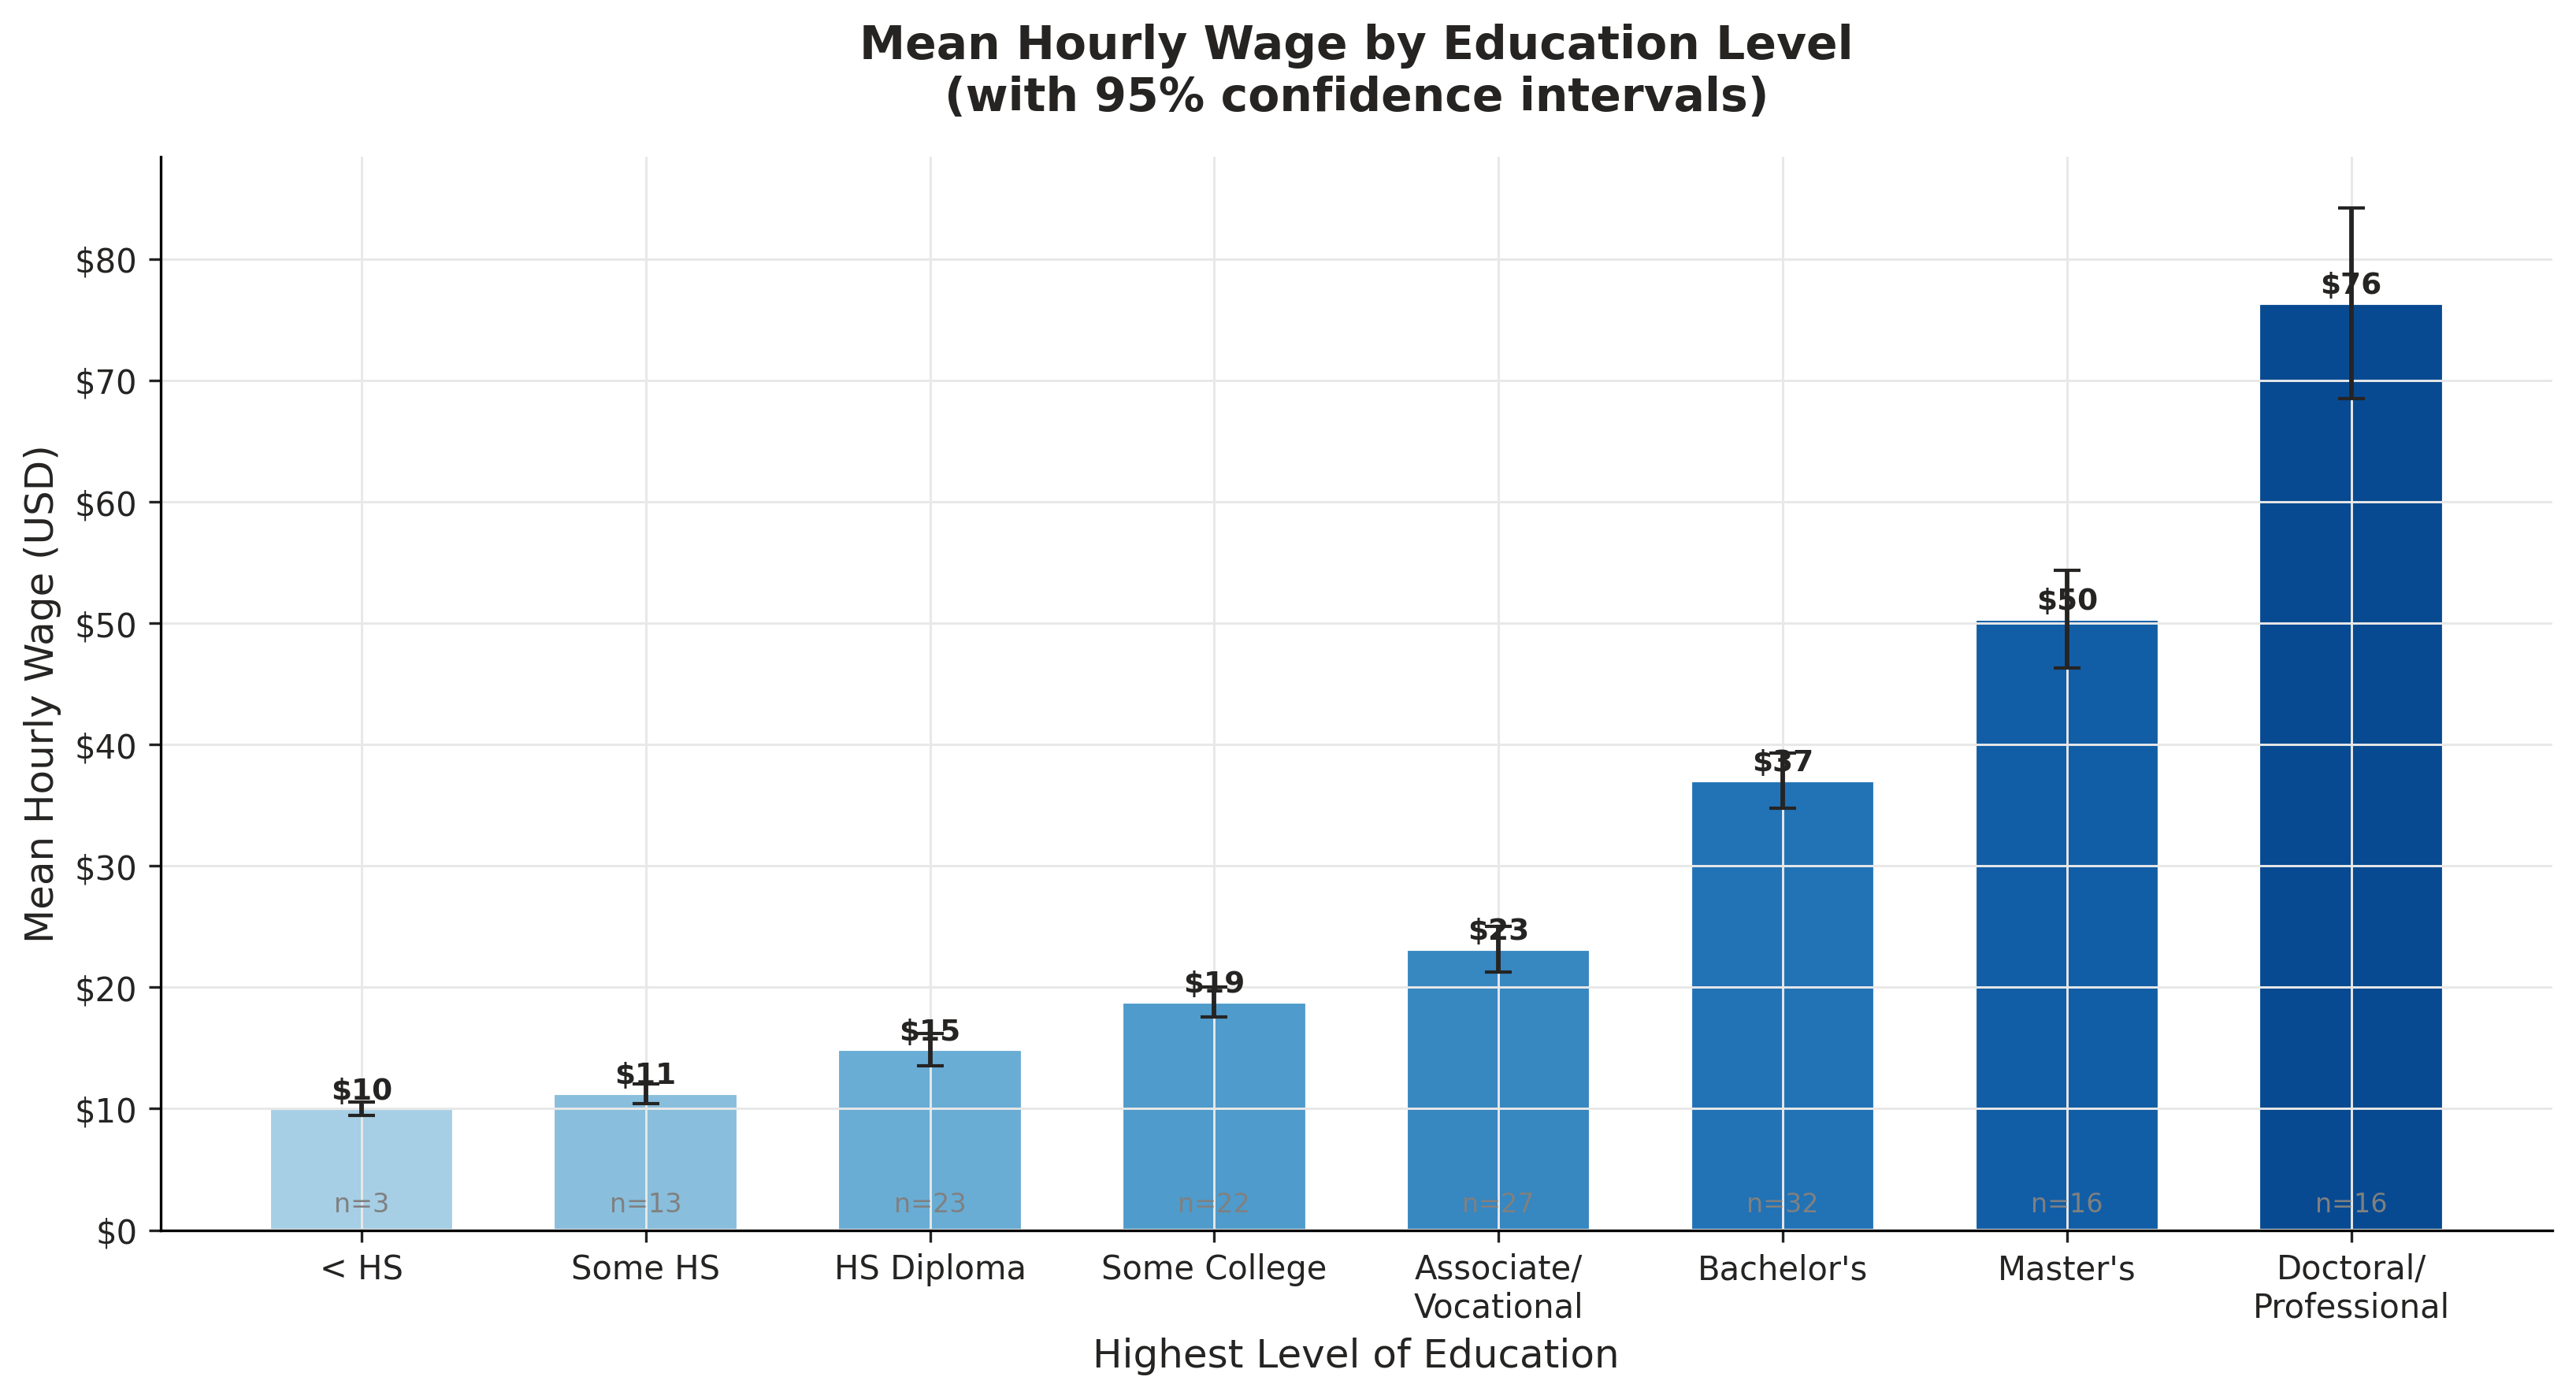 Mean Hourly Wage by Education Level
(with 95% confidence intervals)
Mean Hourly Wage (USD)
$80
$70
$60
$50
$40
$30
$20
$10
$0
$10
$11
$15
$19
$23
$37
$50
$76
n=3
n=13
n=23
n=22
n=27
n=32
n=16
n=16
< HS
Some HS
HS Diploma
Some College
Associate/
Vocational
Bachelor's
Master's
Doctoral/
Professional
Highest Level of Education